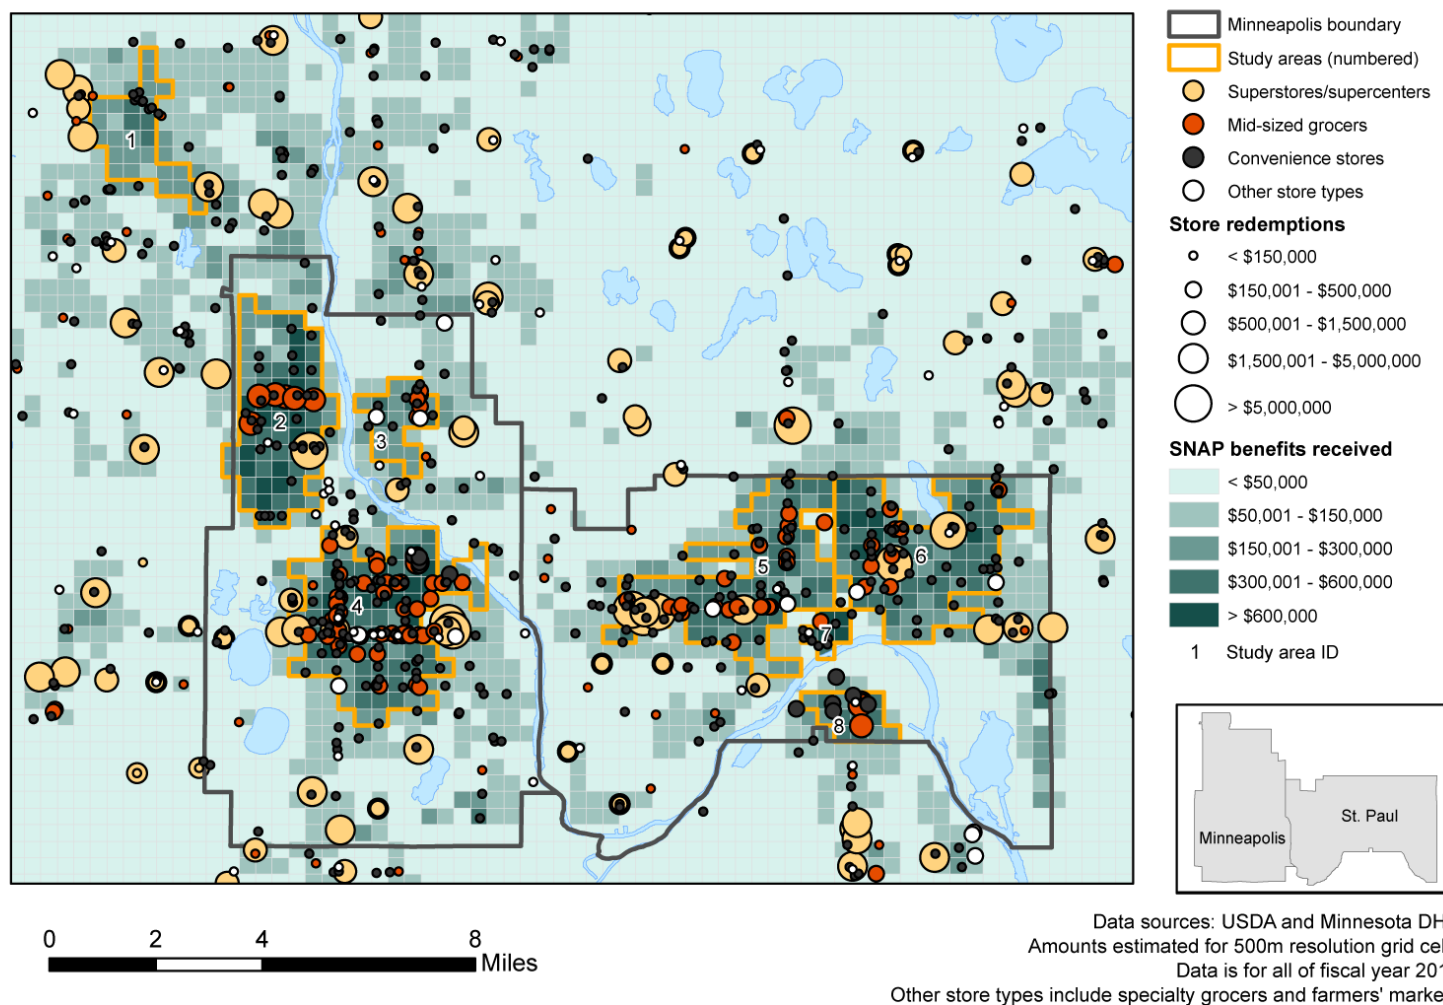 Minneapolis boundary
Study areas (numbered)
Superstores/supercenters
Mid-sized grocers
Convenience stores
Other store types
Store redemptions
< $150,000
$150,001 - $500,000
$500,001 - $1,500,000
$1,500,001 - $5,000,000
> $5,000,000
SNAP benefits received
< $50,000
$50,001 - $150,000
$150,001 - $300,000
$300,001 - $600,000
> $600,000
1 Study area ID
1
2
3
4
5
6
7
8
St. Paul
Minneapolis
0 2 4 8
Miles
Data sources: USDA and Minnesota DH
Amounts estimated for 500m resolution grid cel
Data is for all of fiscal year 201
Other store types include specialty grocers and farmers' marke